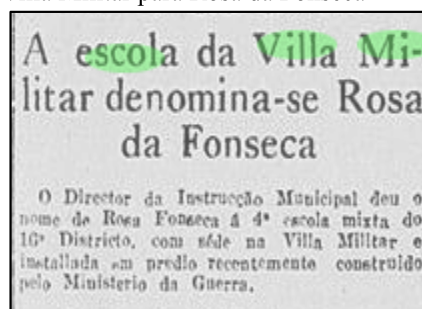 A escola da Villa Mi-
litar denomina-se Rosa
da Fonseca
O Director da Instrucção Municipal deu o
nome de Rosa Fonseca á 4ª escola mixta do
16º Districto, com séde na Villa Militar e
installada em predio recentemente construido
pelo Ministerio da Guerra.